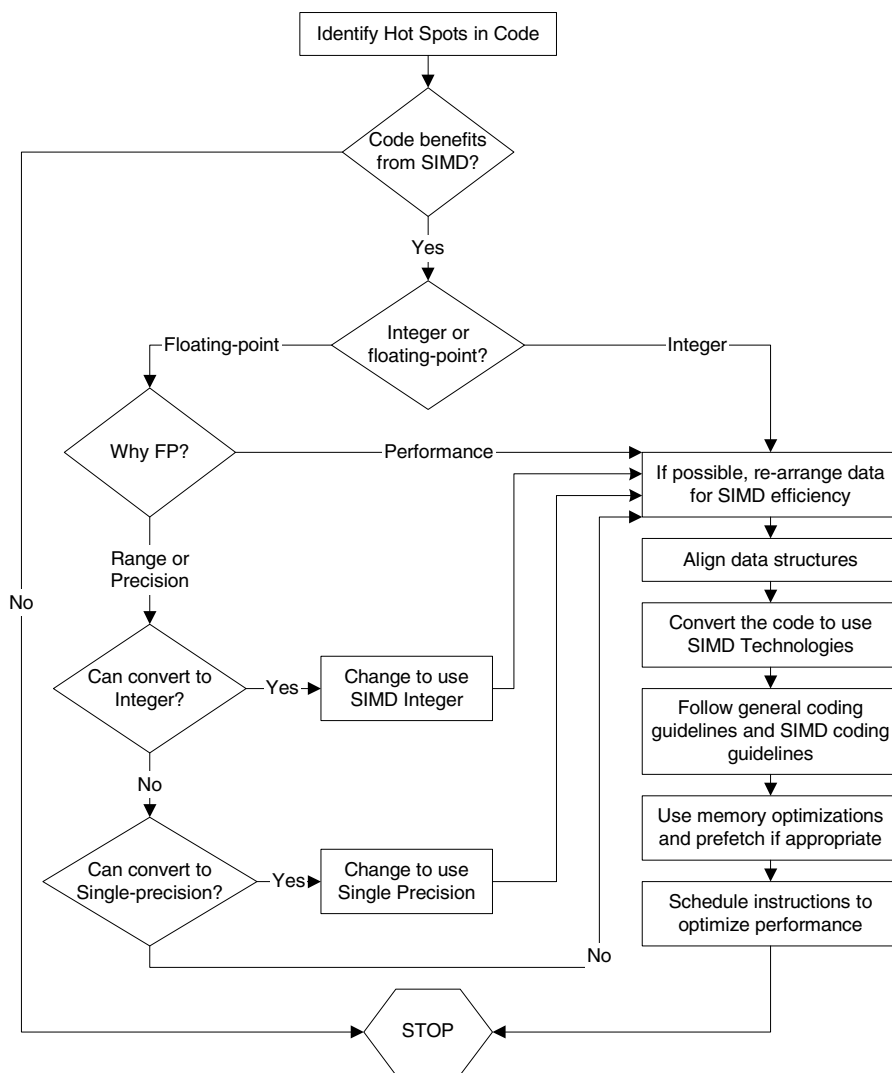 Identify Hot Spots in Code
Code benefits
from SIMD?
Yes
Integer or
floating-point?
Floating-point
Integer
Why FP?
Performance
If possible, re-arrange data
for SIMD efficiency
Range or
Precision
Align data structures
No
Convert the code to use
SIMD Technologies
Can convert to
Integer?
Yes
Change to use
SIMD Integer
Follow general coding
guidelines and SIMD coding
guidelines
No
Use memory optimizations
and prefetch if appropriate
Can convert to
Single-precision?
Yes
Change to use
Single Precision
Schedule instructions to
optimize performance
No
STOP